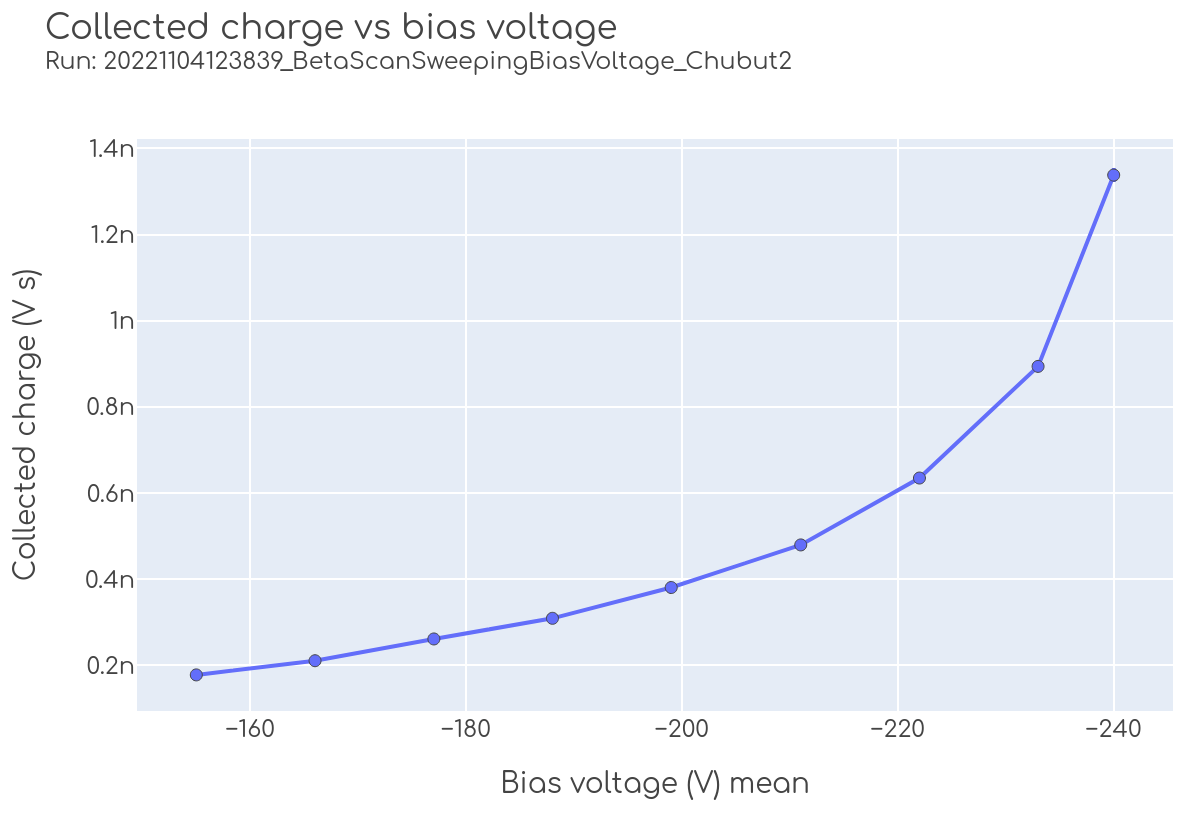 Collected charge vs bias voltage
Run: 20221104123839_BetaScanSweepingBiasVoltage_Chubut2
1.4n
1.2n
1n
0.8n
0.6n
0.4n
0.2n
Collected charge (V s)
−160 −180 −200 −220 −240
Bias voltage (V) mean